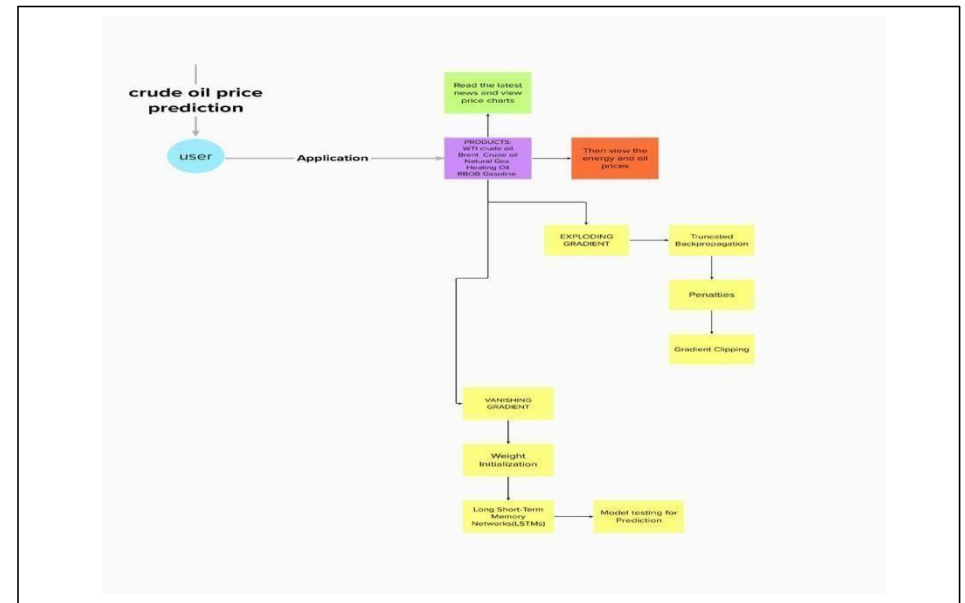 crude oil price
prediction
user
Application
Read the latest
news and view
price charts
PRODUCTS:
WTI crude oil
Brent Crude oil
Natural Gas
Heating Oil
RBOB Gasoline
Then view the
energy and oil
prices
EXPLODING
GRADIENT
Truncated
Backpropagation
Penalties
Gradient Clipping
VANISHING
GRADIENT
Weight
Initialization
Long Short-Term
Memory
Networks(LSTMs)
Model testing for
Prediction